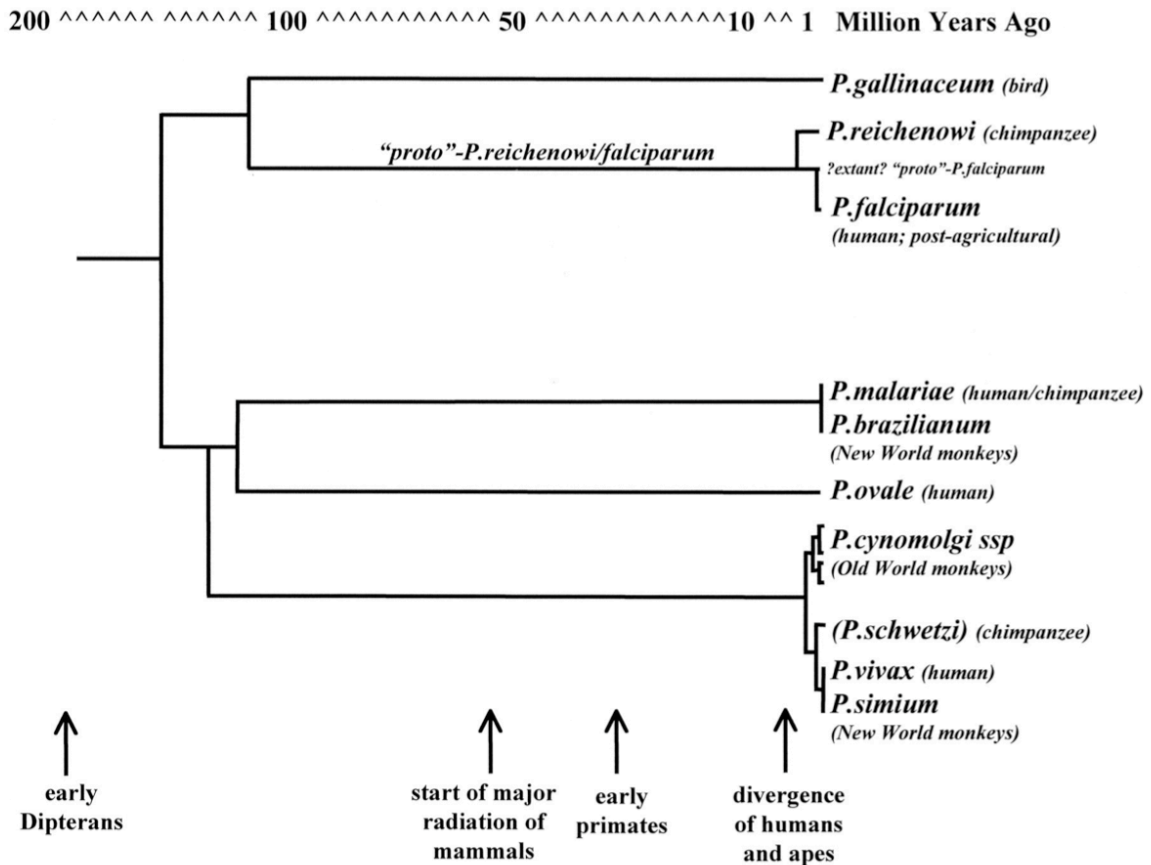 200 ^^^^^^ ^^^^^^ 100 ^^^^^^^^^^^ 50 ^^^^^^^^^^^^10 ^^ 1 Million Years Ago
P.gallinaceum (bird)
P.reichenowi (chimpanzee)
“proto”-P.reichenowi/falciparum
?extant? “proto”-P.falciparum
P.falciparum
(human; post-agricultural)
P.malariae (human/chimpanzee)
P.brazilianum
(New World monkeys)
P.ovale (human)
P.cynomolgi ssp
(Old World monkeys)
(P.schwetzi) (chimpanzee)
P.vivax (human)
P.simium
(New World monkeys)
early
Dipterans
start of major
radiation of
mammals
early
primates
divergence
of humans
and apes